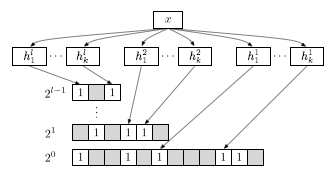 x
h_1^l ··· h_k^l h_1^2 ··· h_k^2 h_1^1 ··· h_k^1
2^{l−1} 1 1
⋮
2^1 1 1 1
2^0 1 1 1 1 1